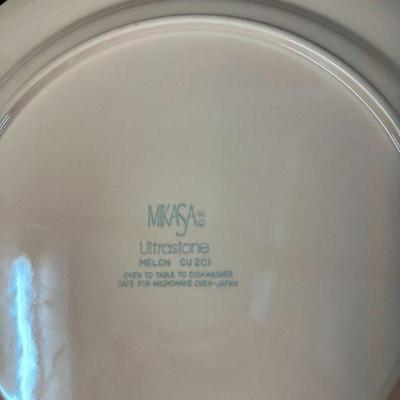 MIKASA
Ultrastone
MELON CU 201
OVEN TO TABLE TO DISHWASHER
SAFE FOR MICROWAVE OVEN-JAPAN